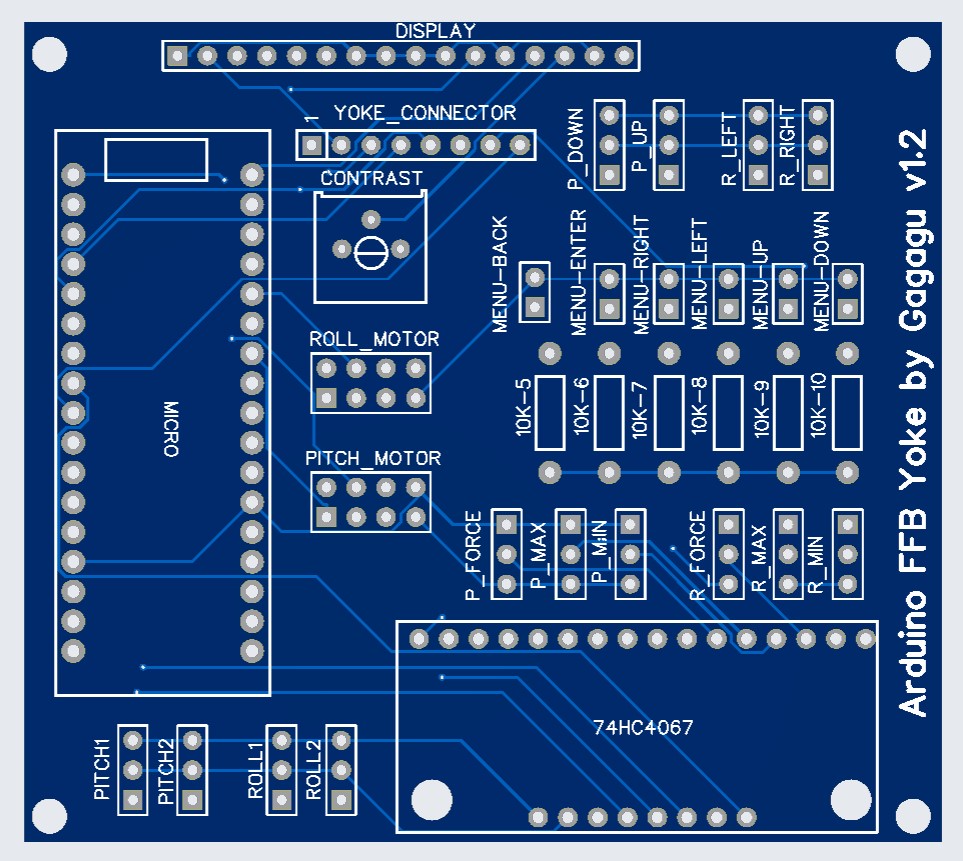 DISPLAY
1
YOKE_CONNECTOR
CONTRAST
P_DOWN
P_UP
R_LEFT
R_RIGHT
MENU-BACK
MENU-ENTER
MENU-RIGHT
MENU-LEFT
MENU-UP
MENU-DOWN
ROLL_MOTOR
MICRO
10K-5
10K-6
10K-7
10K-8
10K-9
10K-10
PITCH_MOTOR
P_FORCE
P_MAX
P_MIN
R_FORCE
R_MAX
R_MIN
74HC4067
PITCH1
PITCH2
ROLL1
ROLL2
Arduino FFB Yoke by Gagagu v1.2